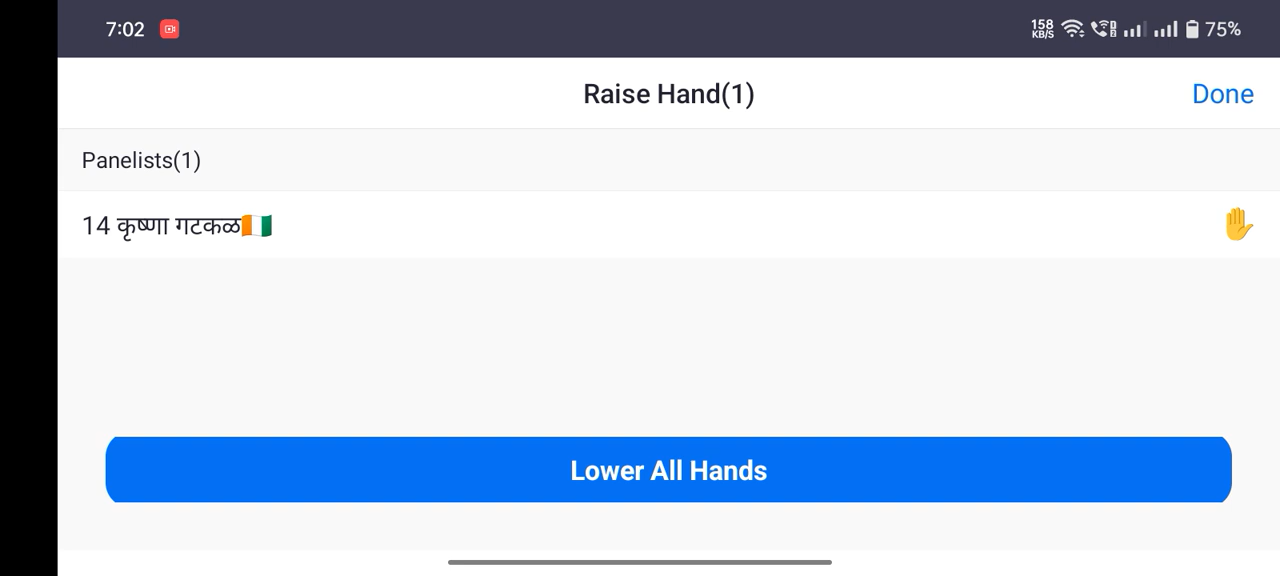 7:02 158 KB/S 75%
Raise Hand(1) Done
Panelists(1)
14 कृष्णा गटकळ🇨🇮 ✋
Lower All Hands